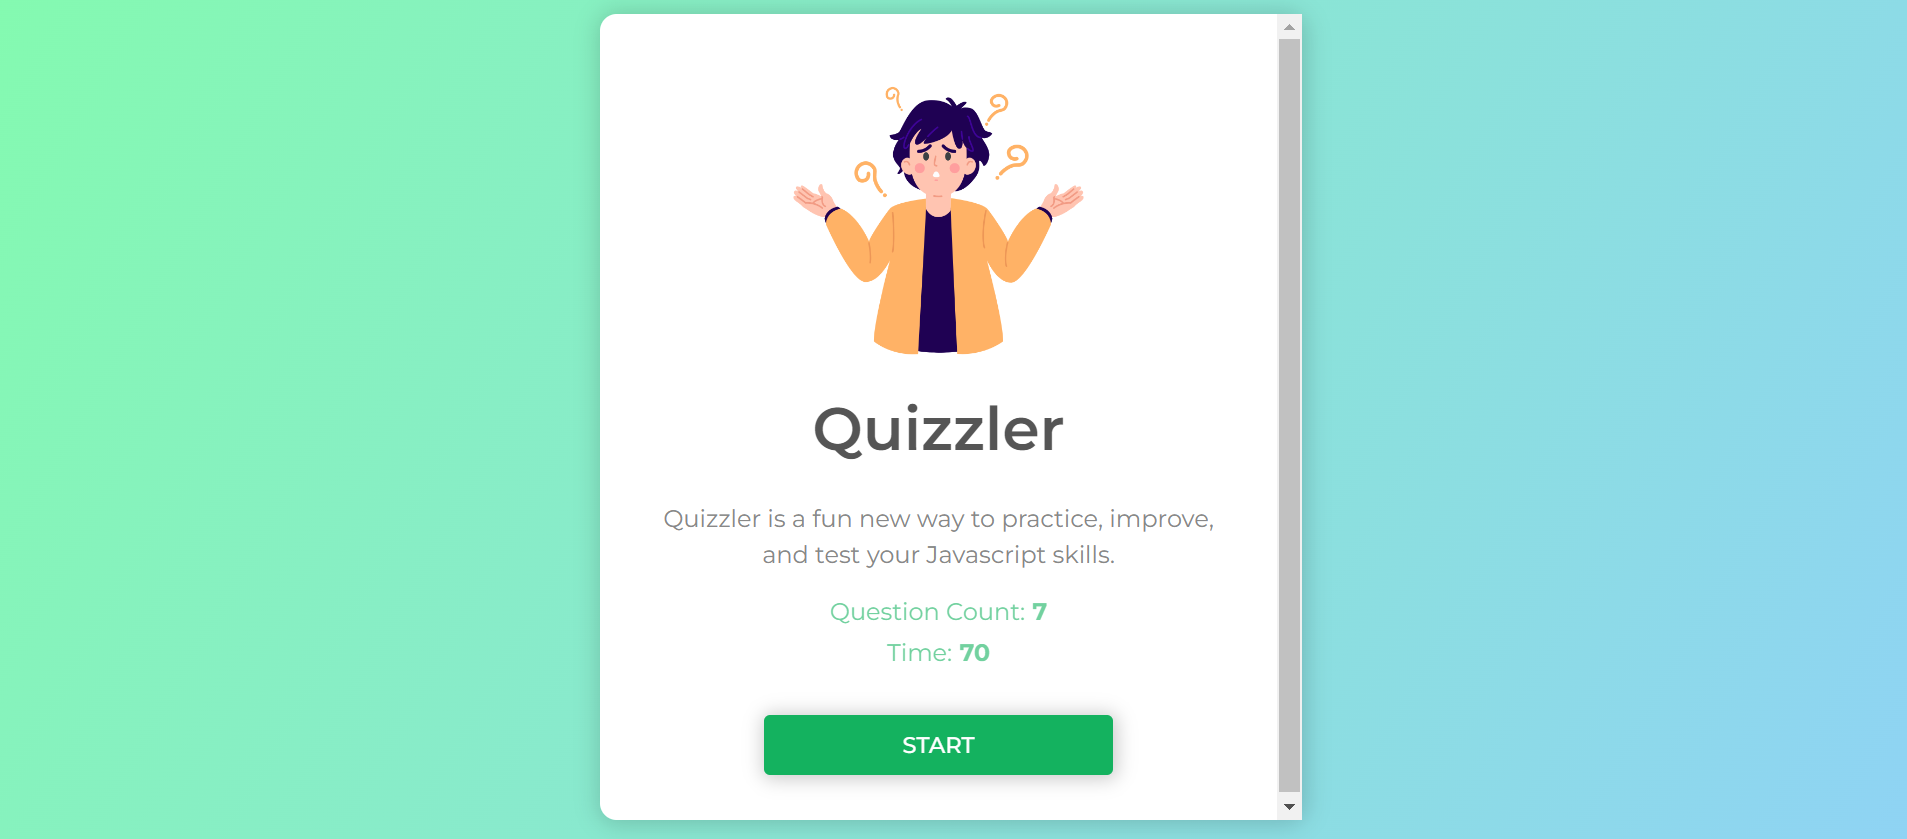 Quizzler
Quizzler is a fun new way to practice, improve,
and test your Javascript skills.
Question Count: 7
Time: 70
START